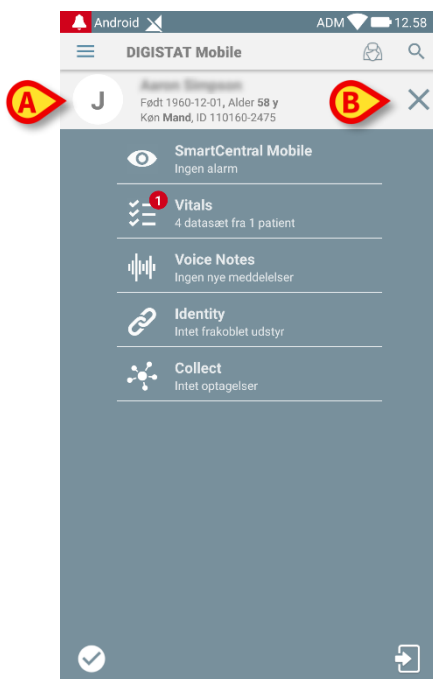 Android
ADM 12.58
DIGISTAT Mobile
A
J
Født 1960-12-01, Alder 58 y
Køn Mand, ID 110160-2475
B
SmartCentral Mobile
Ingen alarm
1
Vitals
4 datasæt fra 1 patient
Voice Notes
Ingen nye meddelelser
Identity
Intet frakoblet udstyr
Collect
Intet optagelser